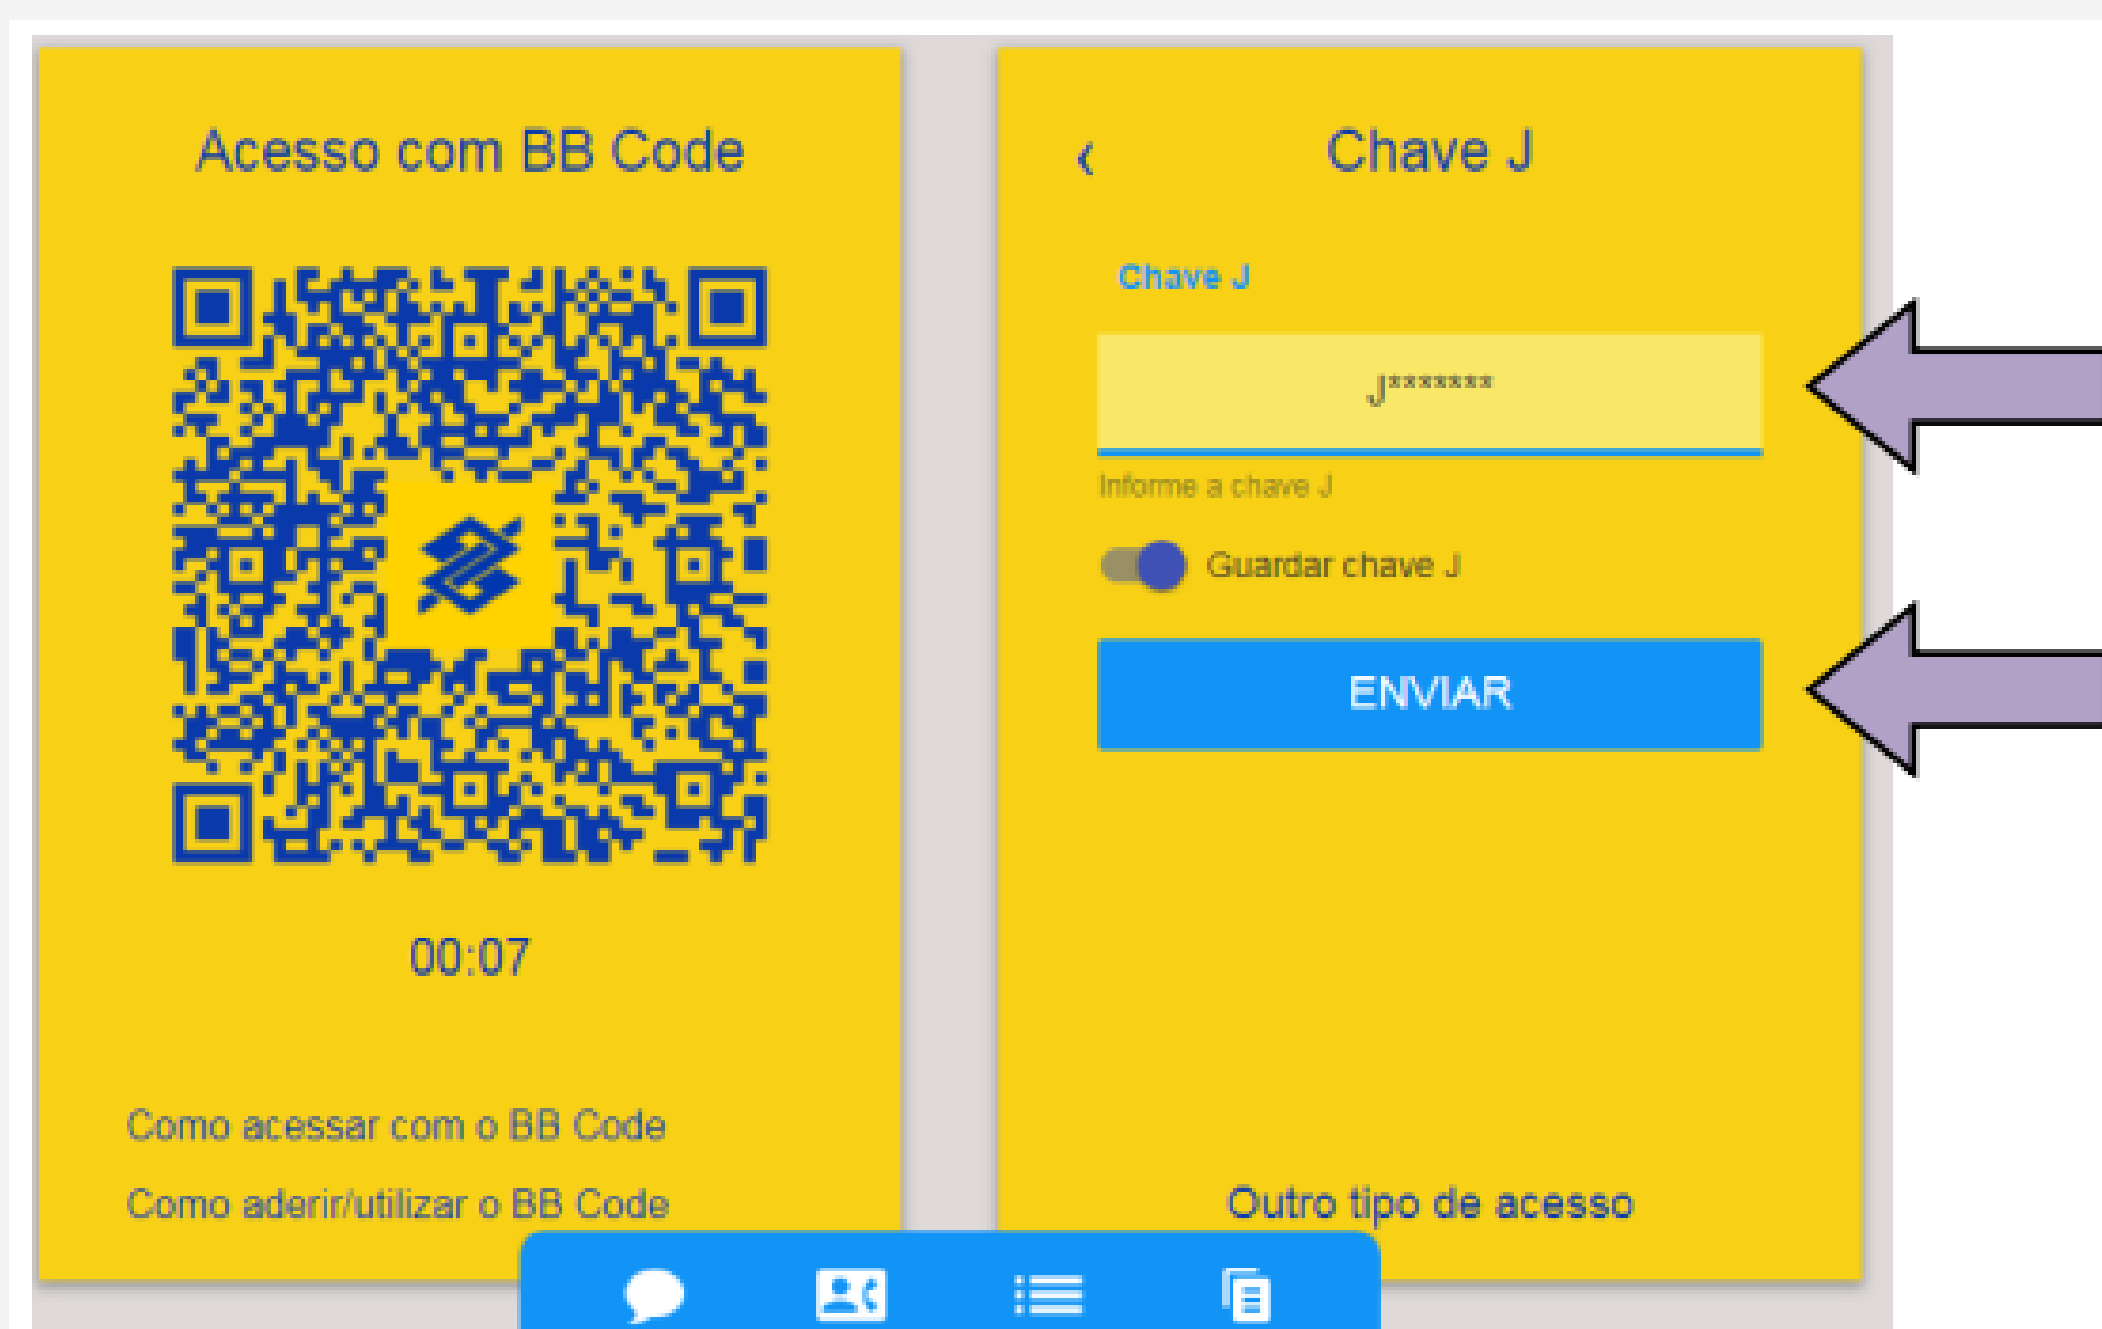 Acesso com BB Code
00:07
Como acessar com o BB Code
Como aderir/utilizar o BB Code
Chave J
Chave J
J*******
Informe a chave J
Guardar chave J
ENVIAR
Outro tipo de acesso